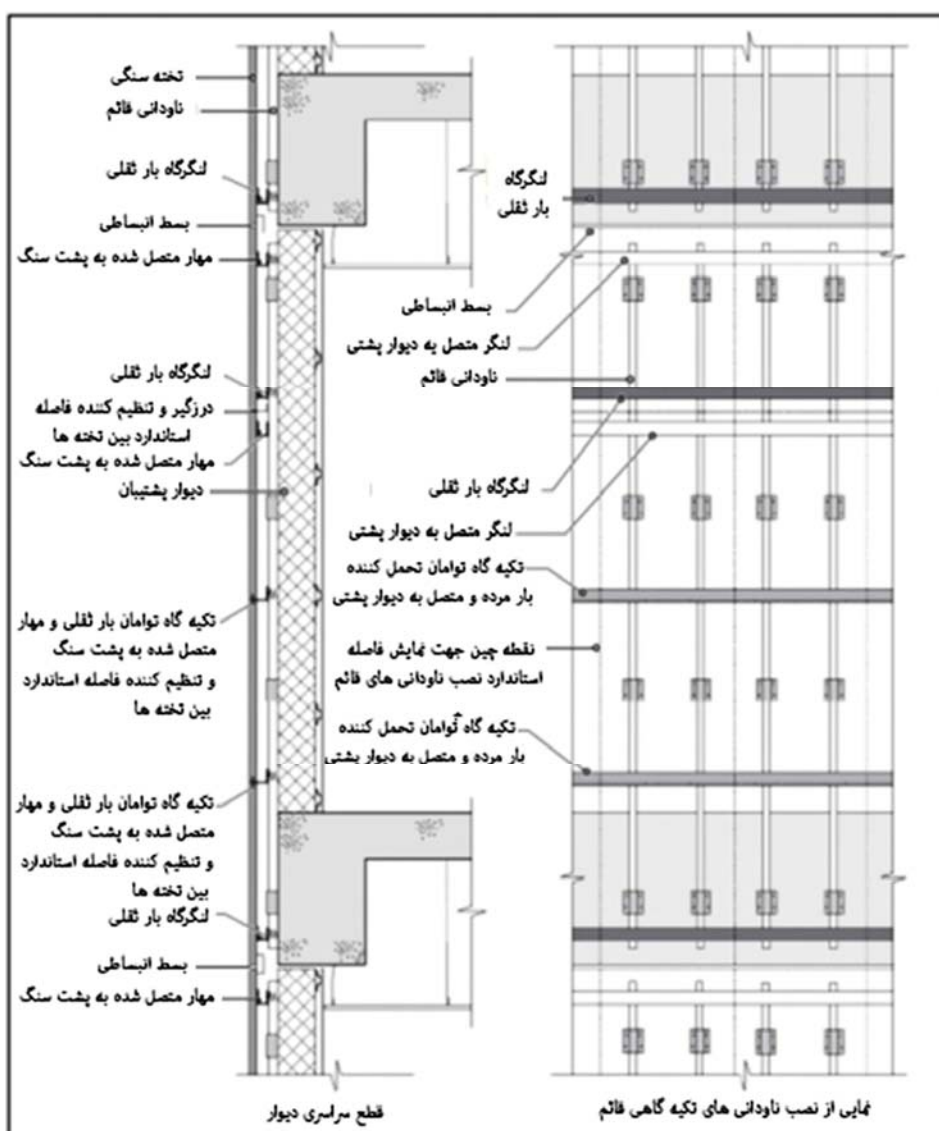 تخته سنگی
ناودانی قائم
لنگرگاه بار ثقلی
بسط انبساطی
مهار متصل شده به پشت سنگ
لنگرگاه بار ثقلی
درزگیر و تنظیم کننده فاصله
استاندارد بین تخته ها
مهار متصل شده به پشت سنگ
دیوار پشتیبان
تکیه گاه توامان بار ثقلی و مهار
متصل شده به پشت سنگ
و تنظیم کننده فاصله استاندارد
بین تخته ها
تکیه گاه توامان بار ثقلی و مهار
متصل شده به پشت سنگ
و تنظیم کننده فاصله استاندارد
بین تخته ها
لنگرگاه بار ثقلی
بسط انبساطی
مهار متصل شده به پشت سنگ
قطع سراسری دیوار
لنگرگاه
بار ثقلی
بسط انبساطی
لنگر متصل به دیوار پشتی
ناودانی قائم
لنگرگاه بار ثقلی
لنگر متصل به دیوار پشتی
تکیه گاه توامان تحمل کننده
بار مرده و متصل به دیوار پشتی
نقطه چین جهت نمایش فاصله
استاندارد نصب ناودانی های قائم
تکیه گاه توامان تحمل کننده
بار مرده و متصل به دیوار پشتی
نمایی از نصب ناودانی های تکیه گاهی قائم